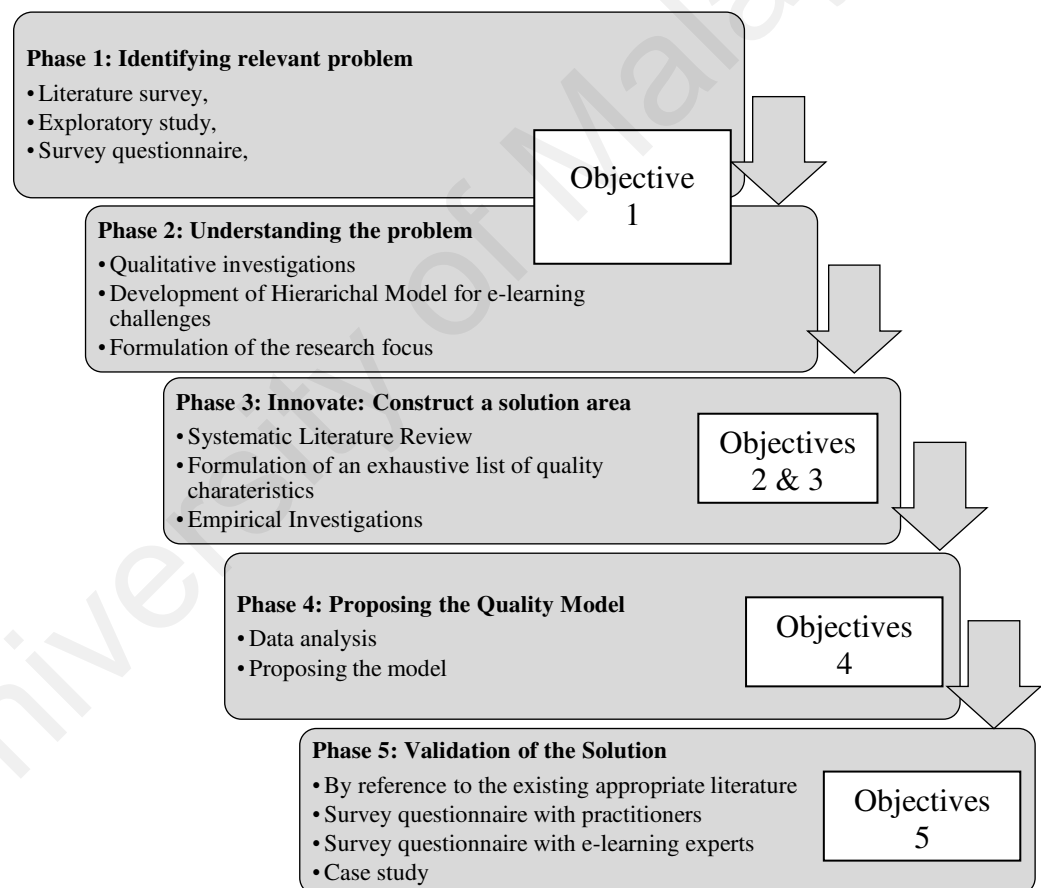 Phase 1: Identifying relevant problem
• Literature survey,
• Exploratory study,
• Survey questionnaire,
Objective
1
Phase 2: Understanding the problem
• Qualitative investigations
• Development of Hierarichal Model for e-learning
challenges
• Formulation of the research focus
Phase 3: Innovate: Construct a solution area
• Systematic Literature Review
• Formulation of an exhaustive list of quality
charateristics
• Empirical Investigations
Objectives
2 & 3
Phase 4: Proposing the Quality Model
• Data analysis
• Proposing the model
Objectives
4
Phase 5: Validation of the Solution
• By reference to the existing appropriate literature
• Survey questionnaire with practitioners
• Survey questionnaire with e-learning experts
• Case study
Objectives
5
niversity of Mala